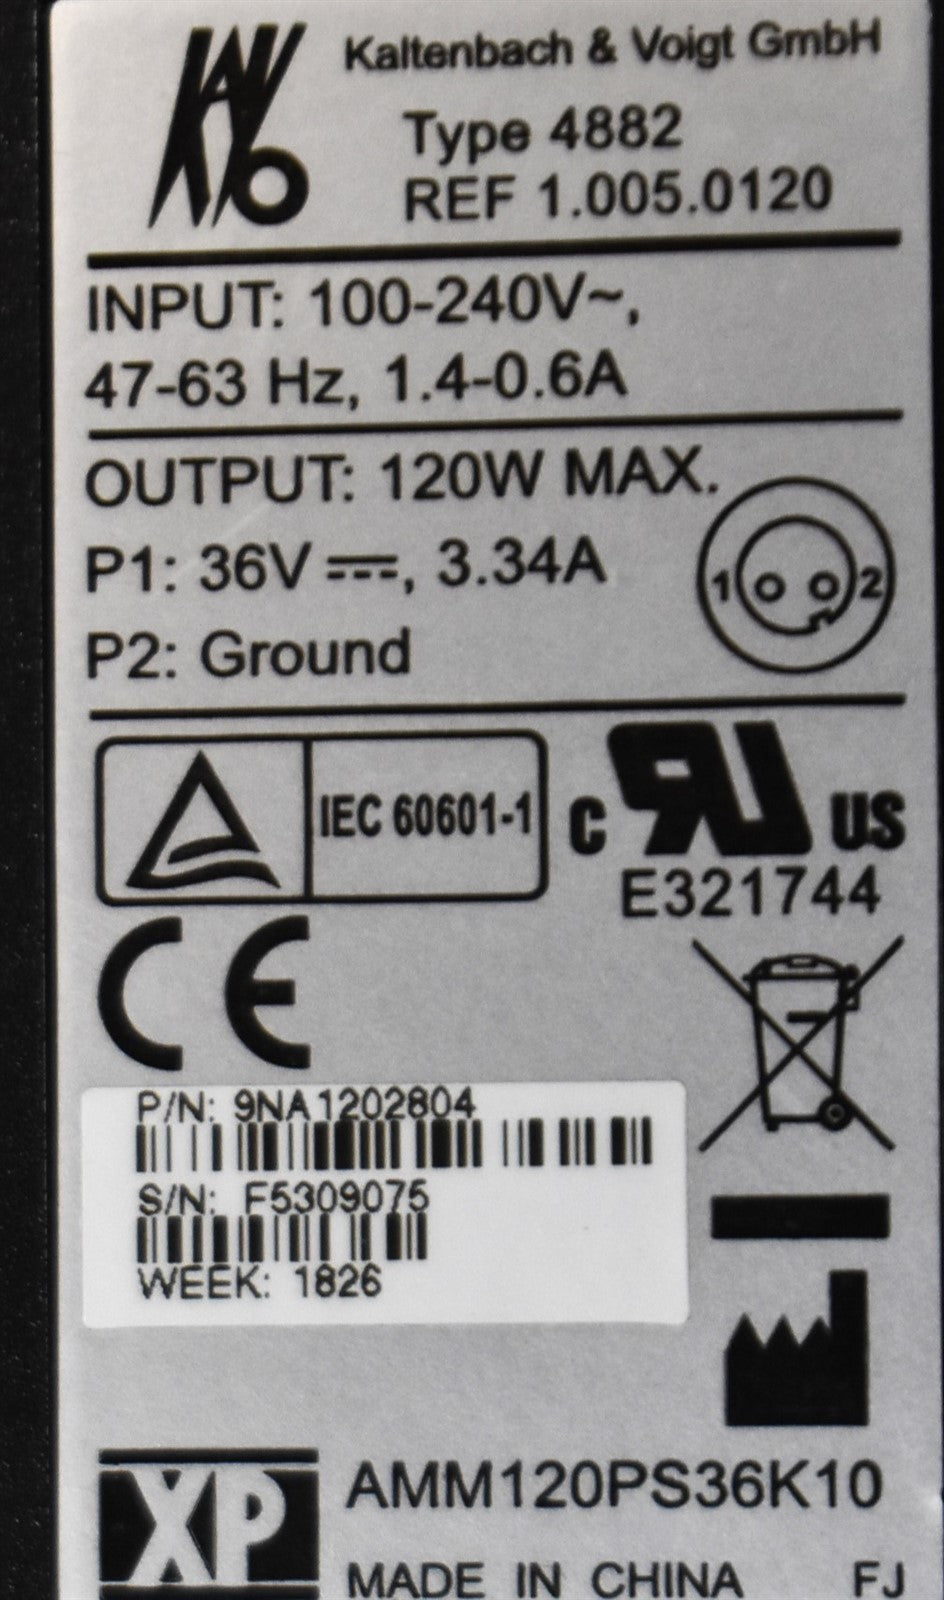 KAVO
Kaltenbach & Voigt GmbH
Type 4882
REF 1.005.0120
INPUT: 100-240V~,
47-63 Hz, 1.4-0.6A
OUTPUT: 120W MAX.
P1: 36V ⎓, 3.34A
1 2
P2: Ground
IEC 60601-1
c RU US
E321744
CE
P/N: 9NA1202804
S/N: F5309075
WEEK: 1826
XP
AMM120PS36K10
MADE IN CHINA FJ